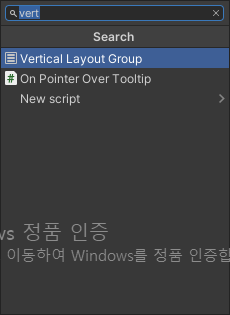 vert
Search
Vertical Layout Group
On Pointer Over Tooltip
New script
ws 정품 인증
이동하여 Windows를 정품 인증합